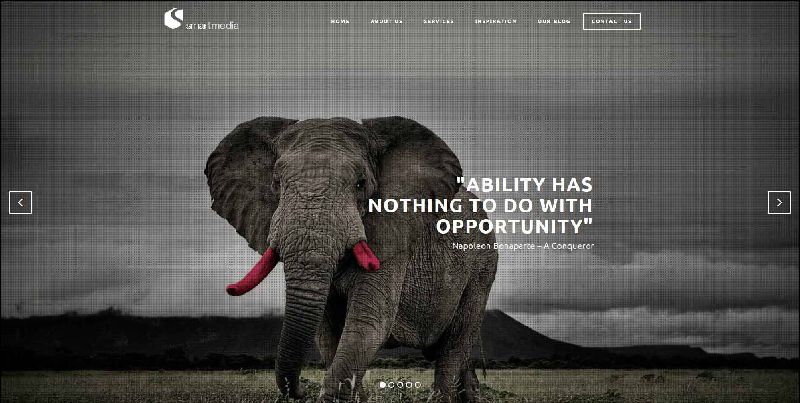 smartmedia
HOME ABOUT US SERVICES INSPIRATION OUR BLOG CONTACT US
"ABILITY HAS
NOTHING TO DO WITH
OPPORTUNITY"
Napoleon Bonaparte – A Conqueror